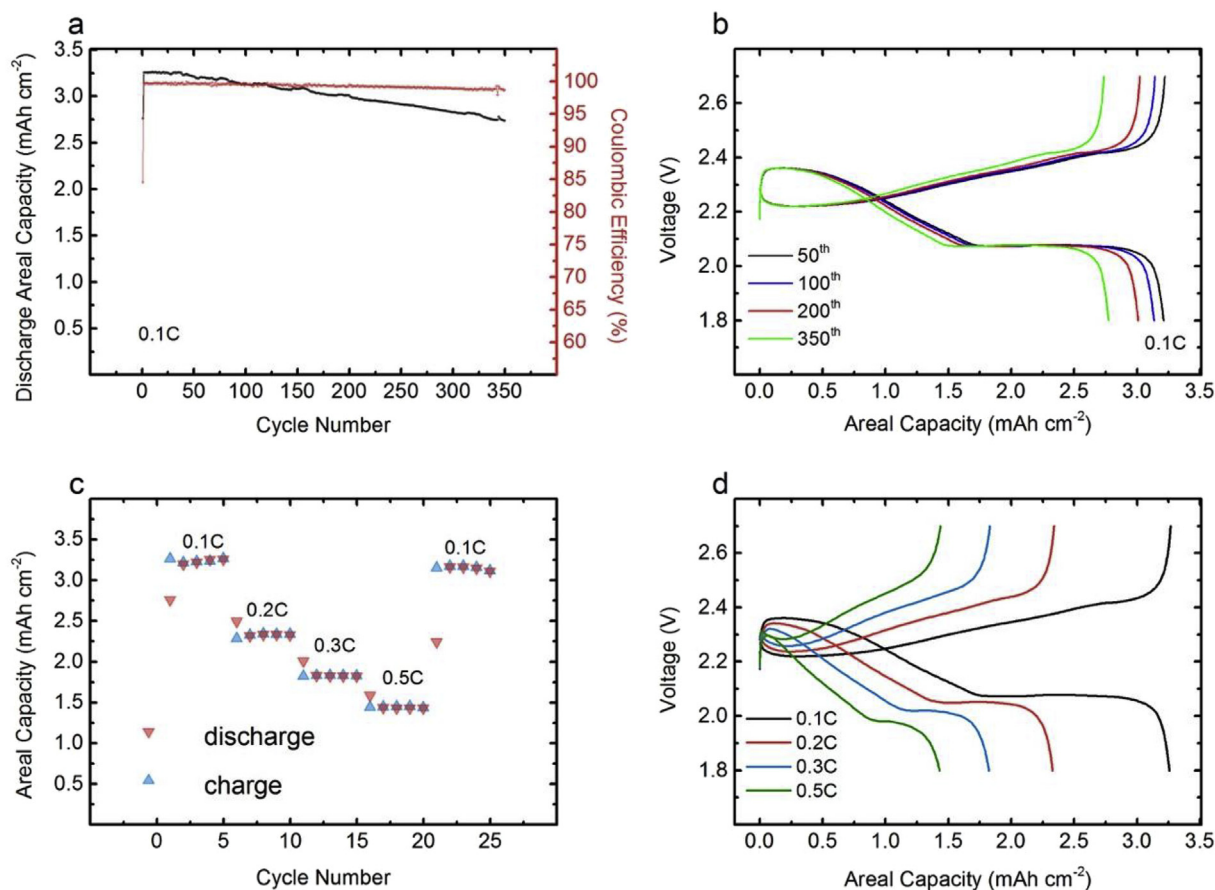 a
3.5
3.0
2.5
2.0
1.5
1.0
0.5
Discharge Areal Capacity (mAh cm⁻²)
0.1C
0 50 100 150 200 250 300 350
Cycle Number
100
95
90
85
80
75
70
65
60
Coulombic Efficiency (%)
b
2.6
2.4
2.2
2.0
1.8
Voltage (V)
50th
100th
200th
350th
0.1C
0.0 0.5 1.0 1.5 2.0 2.5 3.0 3.5
Areal Capacity (mAh cm⁻²)
c
3.5
3.0
2.5
2.0
1.5
1.0
0.5
Areal Capacity (mAh cm⁻²)
0.1C
0.2C
0.3C
0.5C
0.1C
discharge
charge
0 5 10 15 20 25
Cycle Number
d
2.6
2.4
2.2
2.0
1.8
Voltage (V)
0.1C
0.2C
0.3C
0.5C
0.0 0.5 1.0 1.5 2.0 2.5 3.0 3.5
Areal Capacity (mAh cm⁻²)